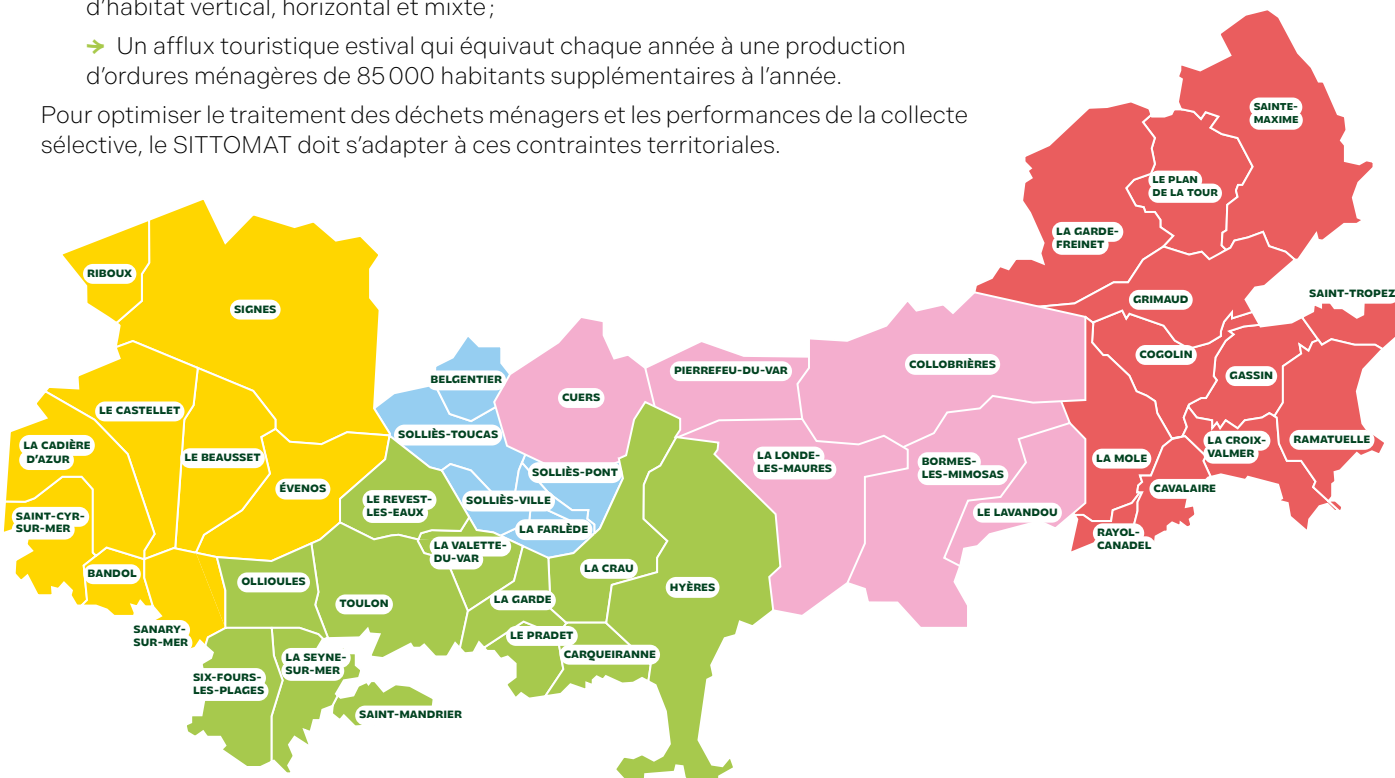 d'habitat vertical, horizontal et mixte ;
→ Un afflux touristique estival qui équivaut chaque année à une production
d'ordures ménagères de 85 000 habitants supplémentaires à l'année.
Pour optimiser le traitement des déchets ménagers et les performances de la collecte
sélective, le SITTOMAT doit s'adapter à ces contraintes territoriales.
SAINTE-
MAXIME
LE PLAN
DE LA TOUR
LA GARDE-
FREINET
RIBOUX
SIGNES
GRIMAUD
SAINT-TROPEZ
COGOLIN
GASSIN
COLLOBRIÈRES
PIERREFEU-DU-VAR
BELGENTIER
CUERS
LE CASTELLET
SOLLIÈS-TOUCAS
LA CADIÈRE
D'AZUR
LE BEAUSSET
ÉVENOS
SOLLIÈS-PONT
LA LONDE-
LES-MAURES
BORMES-
LES-MIMOSAS
LA MOLE
LA CROIX-
VALMER
RAMATUELLE
LE REVEST-
LES-EAUX
SOLLIÈS-VILLE
CAVALAIRE
SAINT-CYR-
SUR-MER
LA FARLÈDE
LE LAVANDOU
RAYOL-
CANADEL
LA VALETTE-
DU-VAR
BANDOL
OLLIOULES
LA CRAU
HYÈRES
TOULON
LA GARDE
SANARY-
SUR-MER
LE PRADET
CARQUEIRANNE
LA SEYNE-
SUR-MER
SIX-FOURS-
LES-PLAGES
SAINT-MANDRIER